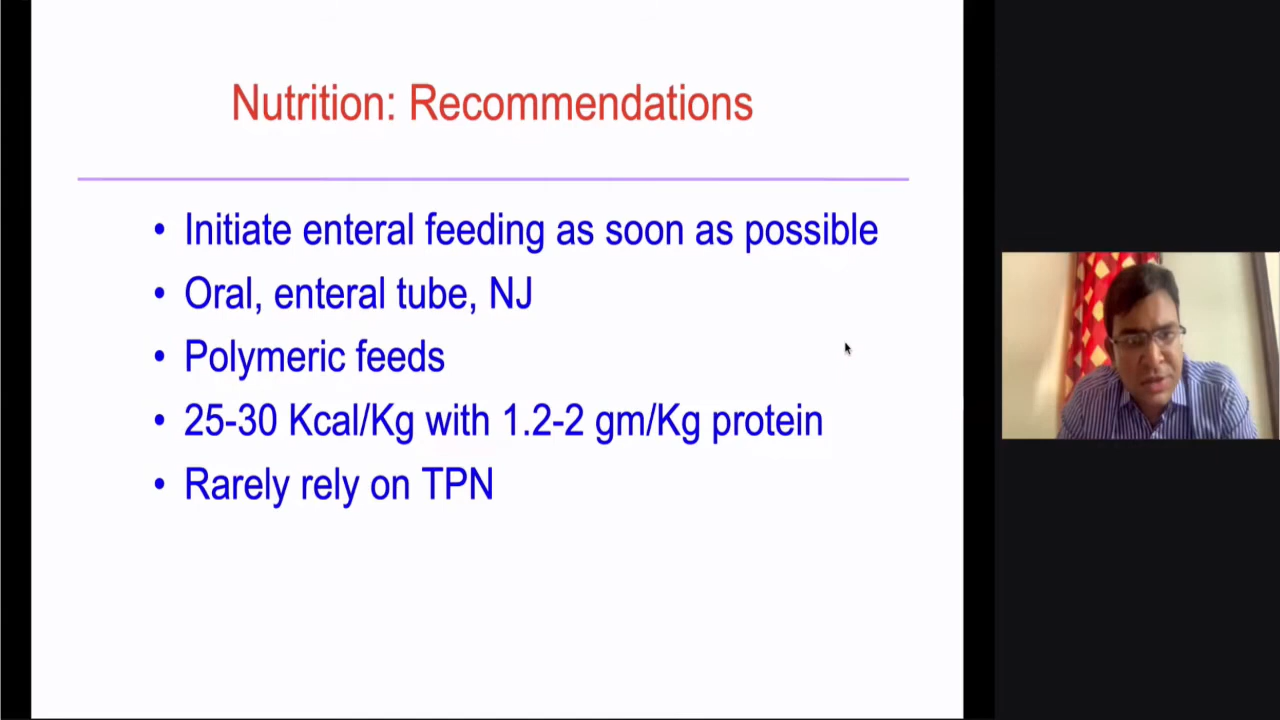 Nutrition: Recommendations
• Initiate enteral feeding as soon as possible
• Oral, enteral tube, NJ
• Polymeric feeds
• 25-30 Kcal/Kg with 1.2-2 gm/Kg protein
• Rarely rely on TPN